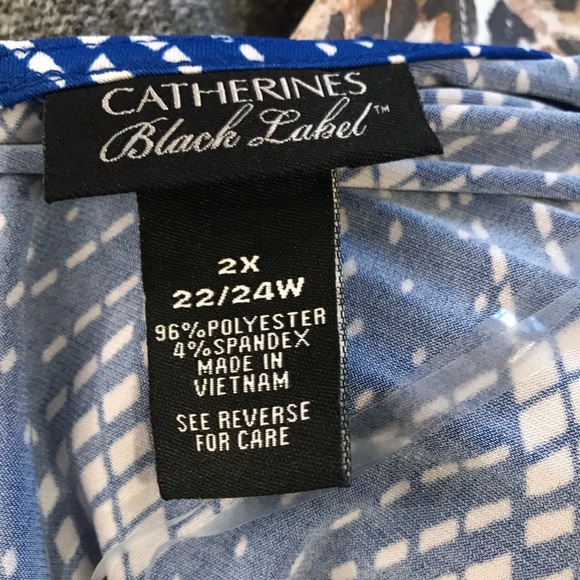 CATHERINES
Black Label™
2X
22/24W
96%POLYESTER
4%SPANDEX
MADE IN
VIETNAM
SEE REVERSE
FOR CARE